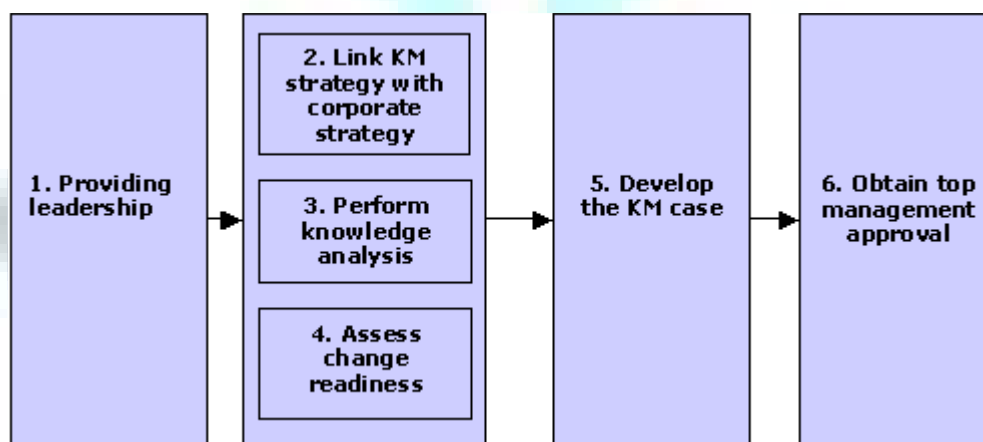 1. Providing
leadership
2. Link KM
strategy with
corporate
strategy
3. Perform
knowledge
analysis
4. Assess
change
readiness
5. Develop
the KM case
6. Obtain top
management
approval